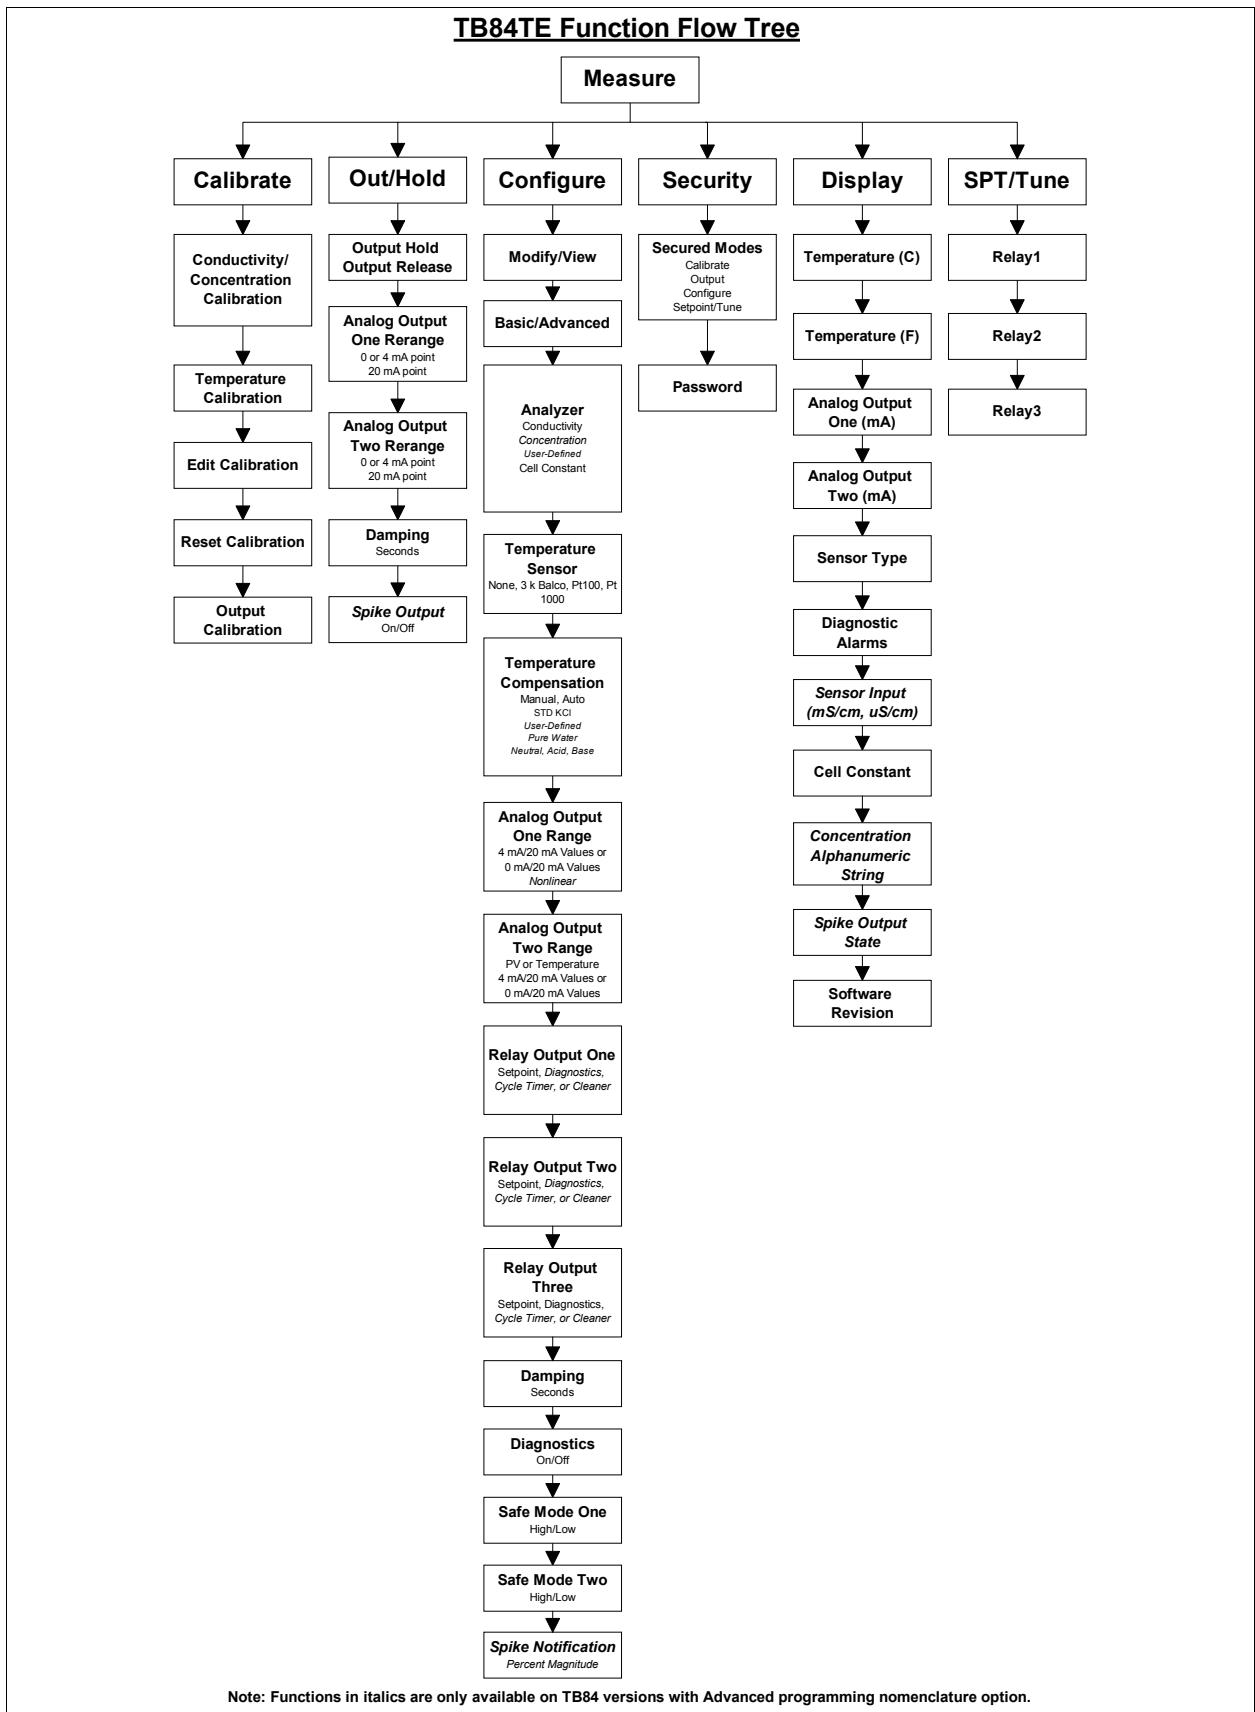 TB84TE Function Flow Tree
Measure
Calibrate
Conductivity/
Concentration
Calibration
Temperature
Calibration
Edit Calibration
Reset Calibration
Output
Calibration
Out/Hold
Output Hold
Output Release
Analog Output
One Rerange
0 or 4 mA point
20 mA point
Analog Output
Two Rerange
0 or 4 mA point
20 mA point
Damping
Seconds
Spike Output
On/Off
Configure
Modify/View
Basic/Advanced
Analyzer
Conductivity
Concentration
User-Defined
Cell Constant
Temperature
Sensor
None, 3 k Balco, Pt100, Pt
1000
Temperature
Compensation
Manual, Auto
STD KCl
User-Defined
Pure Water
Neutral, Acid, Base
Analog Output
One Range
4 mA/20 mA Values or
0 mA/20 mA Values
Nonlinear
Analog Output
Two Range
PV or Temperature
4 mA/20 mA Values or
0 mA/20 mA Values
Relay Output One
Setpoint, Diagnostics,
Cycle Timer, or Cleaner
Relay Output Two
Setpoint, Diagnostics,
Cycle Timer, or Cleaner
Relay Output
Three
Setpoint, Diagnostics,
Cycle Timer, or Cleaner
Damping
Seconds
Diagnostics
On/Off
Safe Mode One
High/Low
Safe Mode Two
High/Low
Spike Notification
Percent Magnitude
Security
Secured Modes
Calibrate
Output
Configure
Setpoint/Tune
Password
Display
Temperature (C)
Temperature (F)
Analog Output
One (mA)
Analog Output
Two (mA)
Sensor Type
Diagnostic
Alarms
Sensor Input
(mS/cm, uS/cm)
Cell Constant
Concentration
Alphanumeric
String
Spike Output
State
Software
Revision
SPT/Tune
Relay1
Relay2
Relay3
Note: Functions in italics are only available on TB84 versions with Advanced programming nomenclature option.